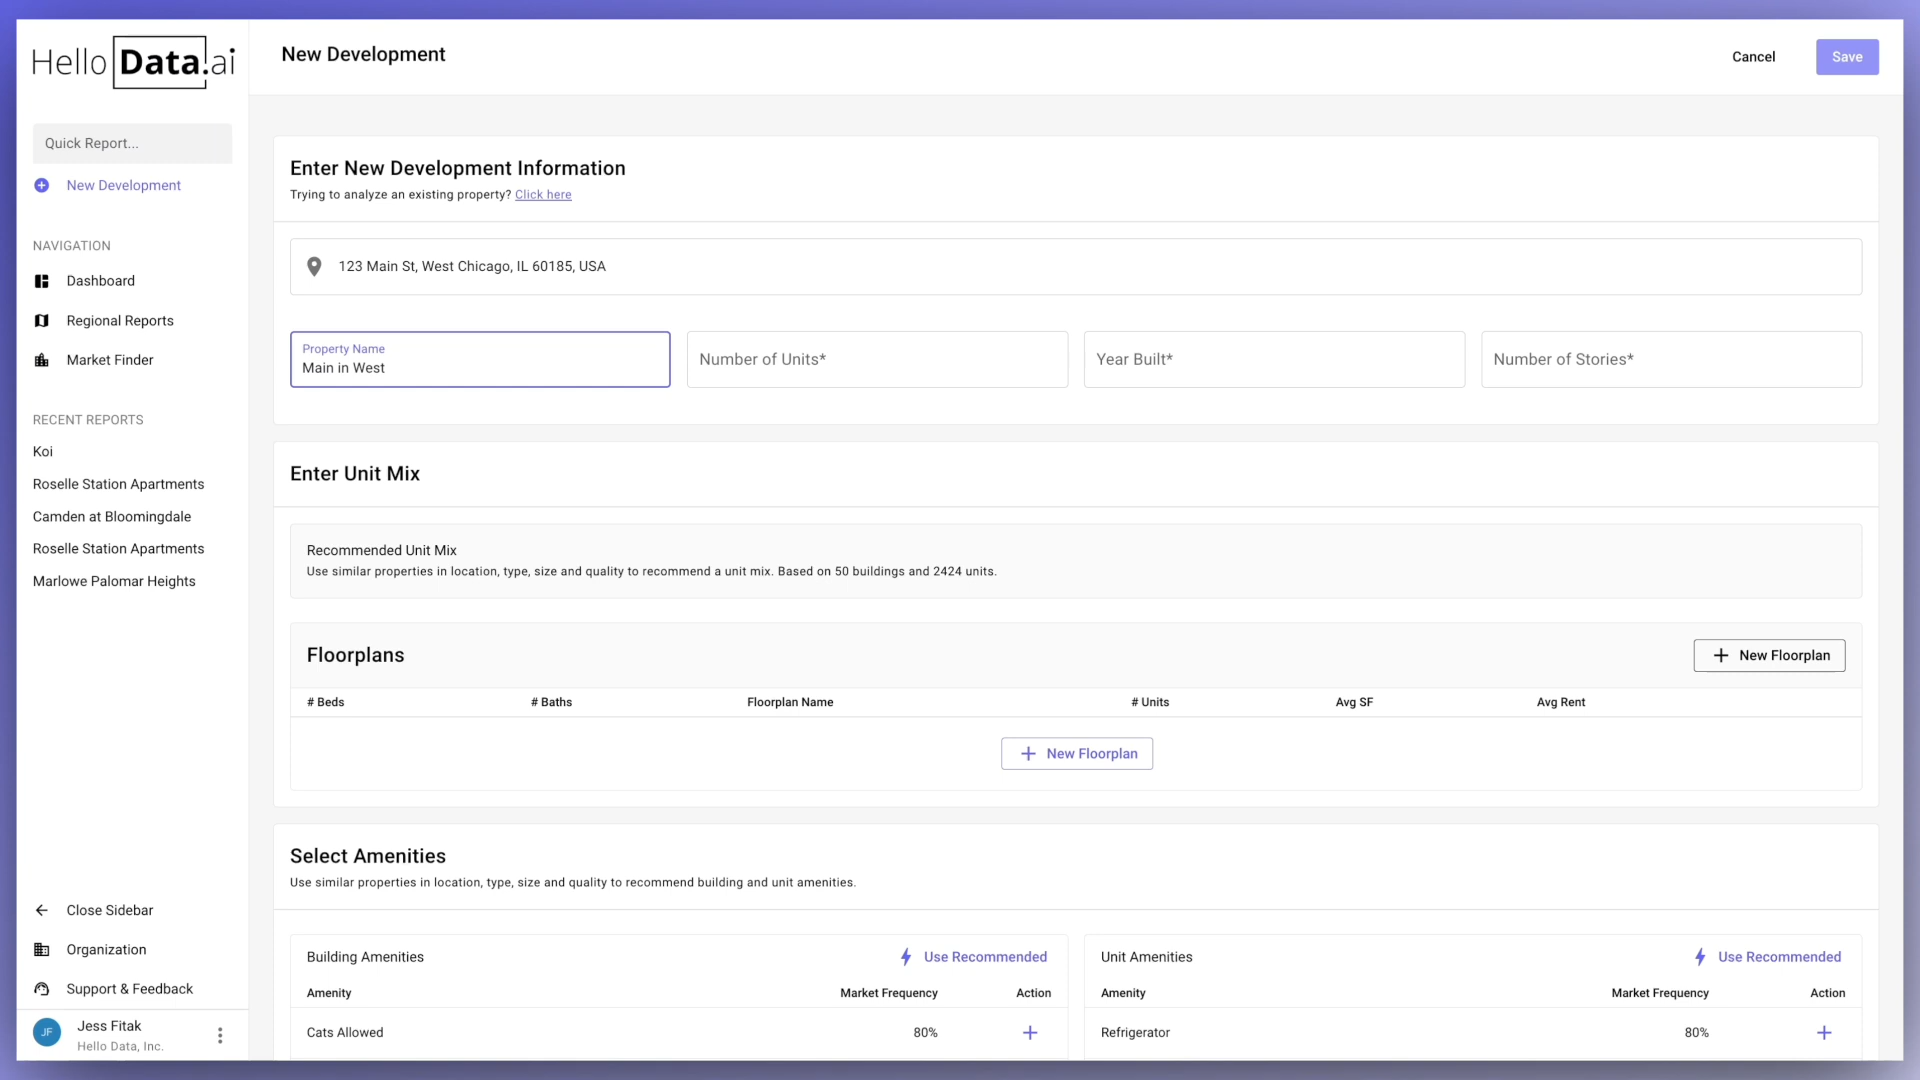 Hello Data.ai
New Development
Cancel
Save
Quick Report...
New Development
NAVIGATION
Dashboard
Regional Reports
Market Finder
RECENT REPORTS
Koi
Roselle Station Apartments
Camden at Bloomingdale
Roselle Station Apartments
Marlowe Palomar Heights
Close Sidebar
Organization
Support & Feedback
JF
Jess Fitak
Hello Data, Inc.
Enter New Development Information
Trying to analyze an existing property? Click here
123 Main St, West Chicago, IL 60185, USA
Property Name
Main in West
Number of Units*
Year Built*
Number of Stories*
Enter Unit Mix
Recommended Unit Mix
Use similar properties in location, type, size and quality to recommend a unit mix. Based on 50 buildings and 2424 units.
Floorplans
New Floorplan
# Beds # Baths Floorplan Name # Units Avg SF Avg Rent
New Floorplan
Select Amenities
Use similar properties in location, type, size and quality to recommend building and unit amenities.
Building Amenities Use Recommended
Amenity Market Frequency Action
Cats Allowed 80%
Unit Amenities Use Recommended
Amenity Market Frequency Action
Refrigerator 80%